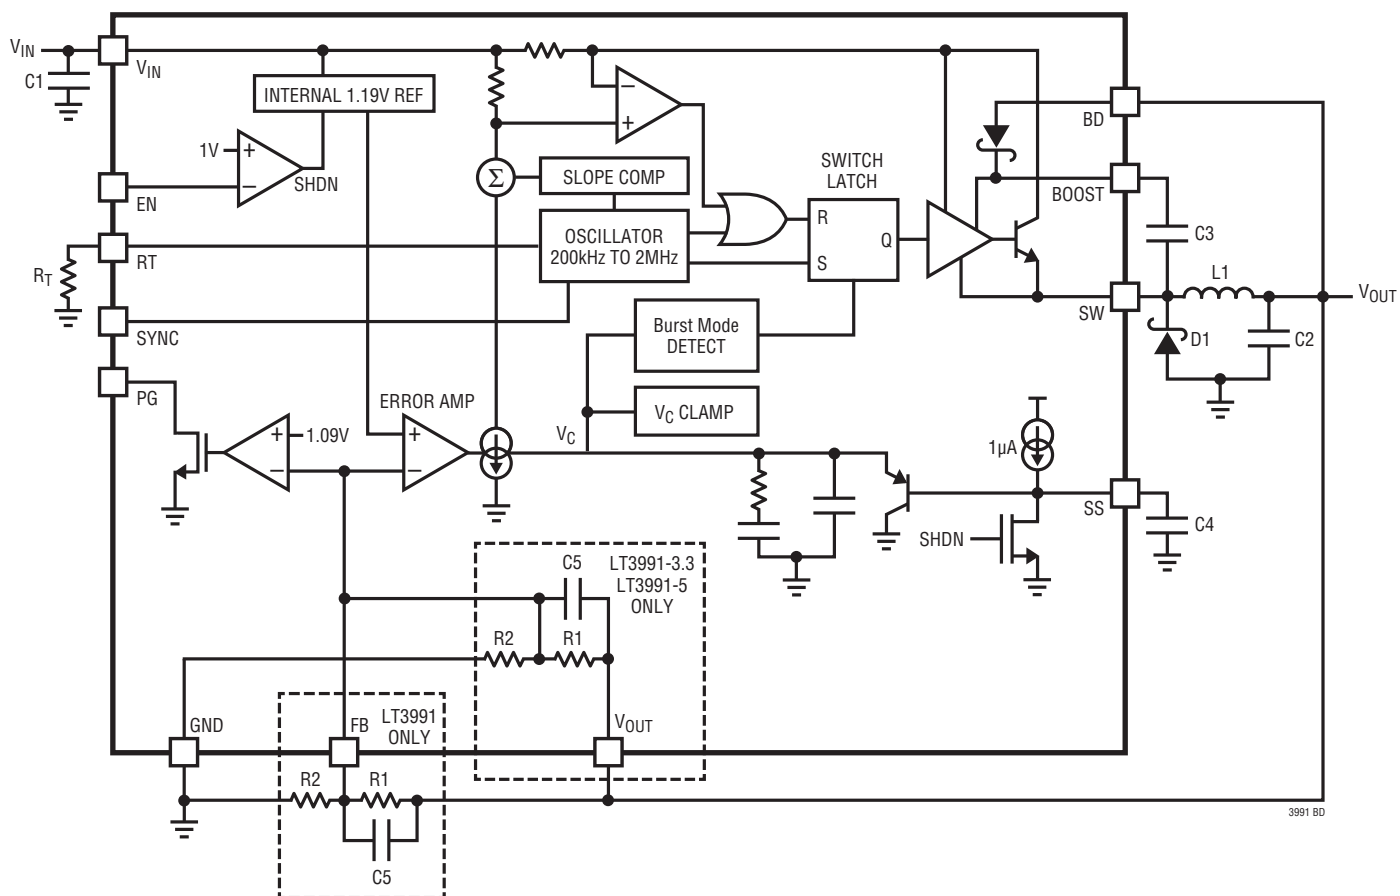 VIN
VIN
C1
INTERNAL 1.19V REF
1V
+
−
SHDN
EN
−
+
Σ
SLOPE COMP
OSCILLATOR
200kHz TO 2MHz
SWITCH
LATCH
R
S
Q
BD
BOOST
C3
L1
SW
VOUT
D1
C2
RT
RT
SYNC
PG
Burst Mode
DETECT
VC CLAMP
VC
ERROR AMP
+
−
+
−
1.09V
1µA
SS
C4
SHDN
C5
LT3991-3.3
LT3991-5
ONLY
R2
R1
GND
FB
LT3991
ONLY
VOUT
R2
R1
C5
3991 BD